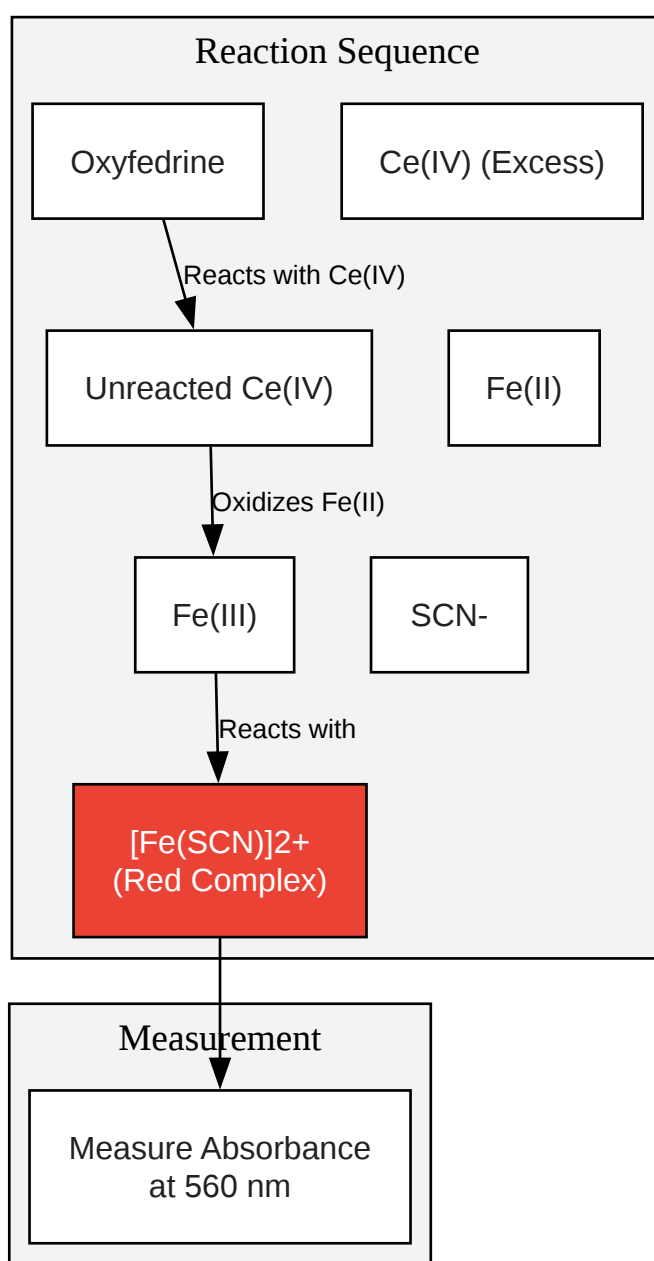 Reaction Sequence
Oxyfedrine
Ce(IV) (Excess)
Reacts with Ce(IV)
Unreacted Ce(IV)
Fe(II)
Oxidizes Fe(II)
Fe(III)
SCN-
Reacts with
[Fe(SCN)]2+
(Red Complex)
Measurement
Measure Absorbance
at 560 nm